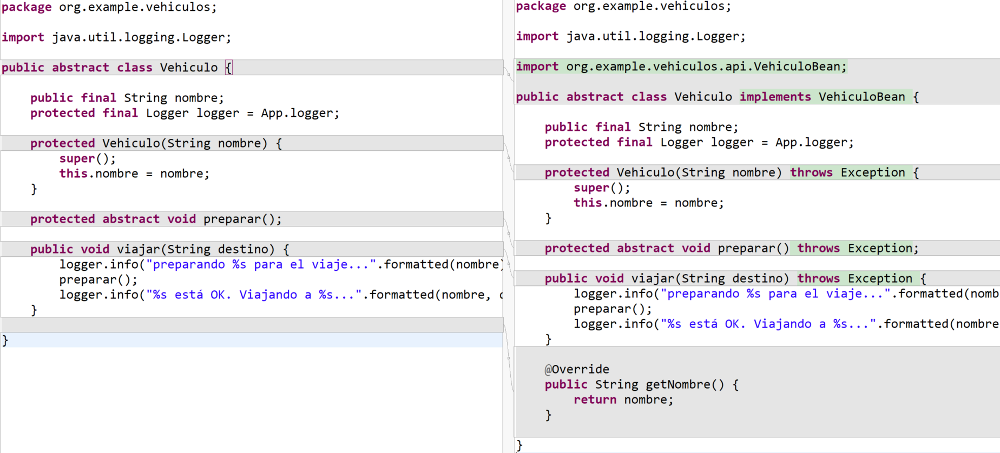 package org.example.vehiculos;
import java.util.logging.Logger;
public abstract class Vehiculo {
public final String nombre;
protected final Logger logger = App.logger;
protected Vehiculo(String nombre) {
super();
this.nombre = nombre;
}
protected abstract void preparar();
public void viajar(String destino) {
logger.info("preparando %s para el viaje...".formatted(nombre)
preparar();
logger.info("%s está OK. Viajando a %s...".formatted(nombre,
}
}
package org.example.vehiculos;
import java.util.logging.Logger;
import org.example.vehiculos.api.VehiculoBean;
public abstract class Vehiculo implements VehiculoBean {
public final String nombre;
protected final Logger logger = App.logger;
protected Vehiculo(String nombre) throws Exception {
super();
this.nombre = nombre;
}
protected abstract void preparar() throws Exception;
public void viajar(String destino) throws Exception {
logger.info("preparando %s para el viaje...".formatted(nomb
preparar();
logger.info("%s está OK. Viajando a %s...".formatted(nombre
}
@Override
public String getNombre() {
return nombre;
}
}